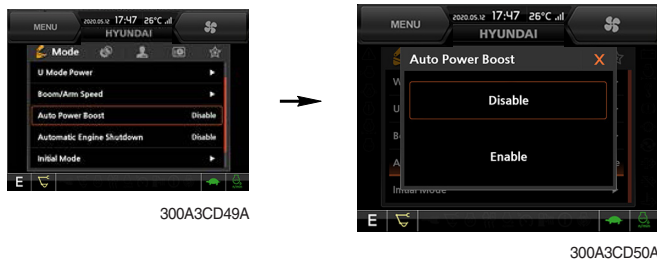 MENU
2020.05.12 17:47 26°C
HYUNDAI
Mode
U Mode Power
Boom/Arm Speed
Auto Power Boost Disable
Automatic Engine Shutdown Disable
Initial Mode
E
300A3CD49A
MENU
2020.05.12 17:47 26°C
HYUNDAI
Auto Power Boost X
Disable
Enable
W
U
B
A e
Initial Mode
E
300A3CD50A